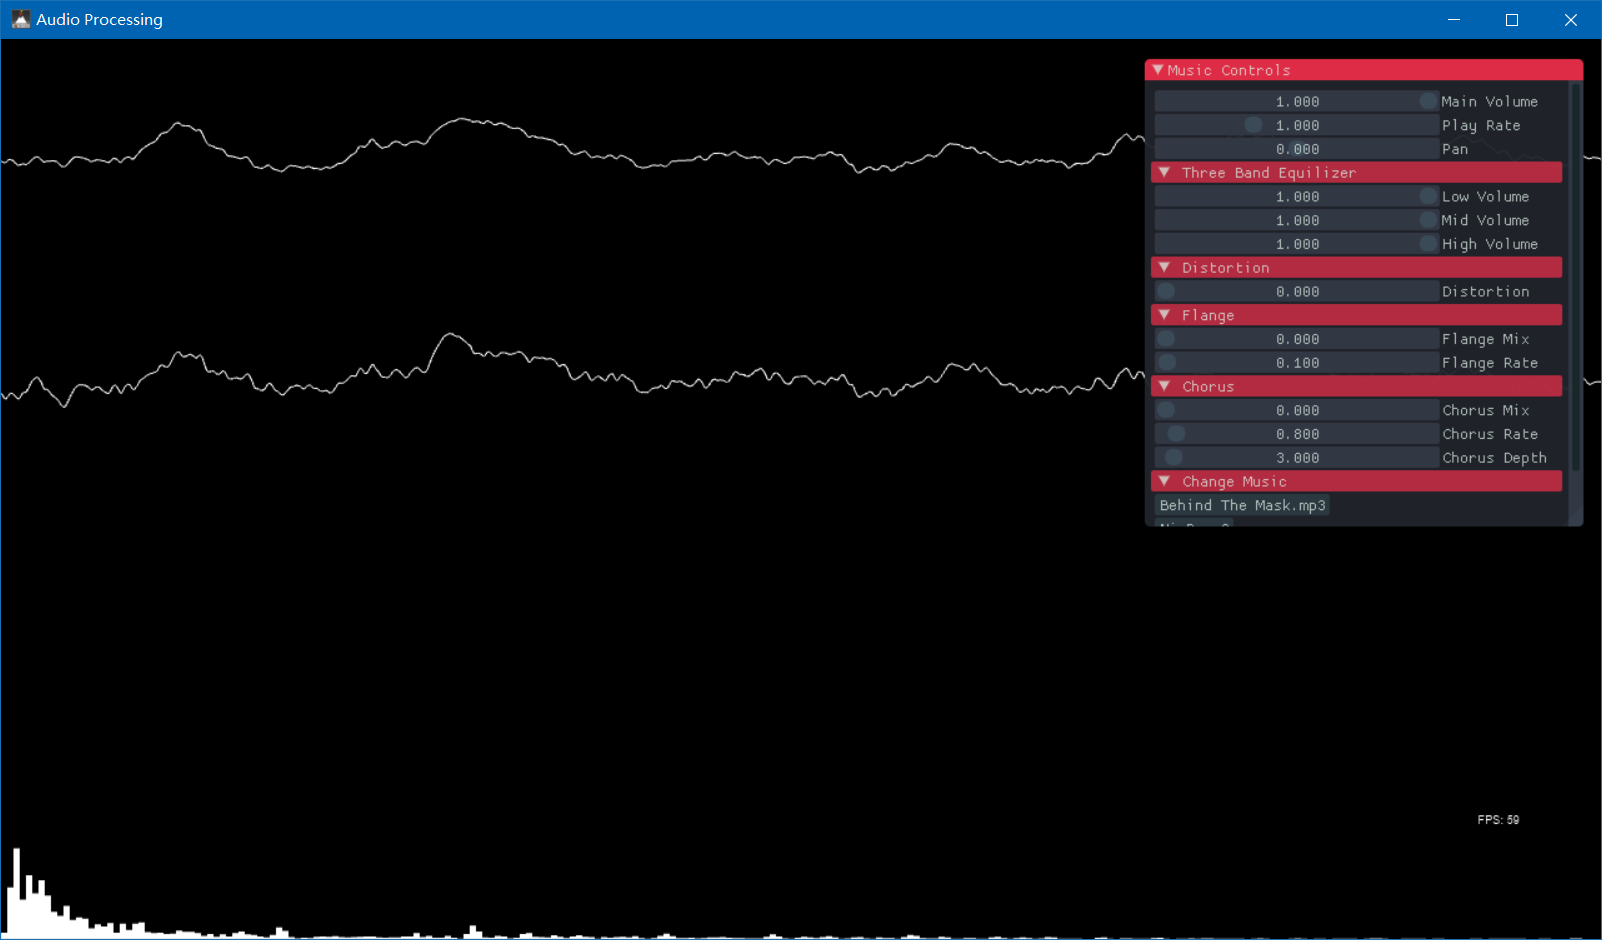 Audio Processing
Music Controls
1.000 Main Volume
1.000 Play Rate
0.000 Pan
Three Band Equilizer
1.000 Low Volume
1.000 Mid Volume
1.000 High Volume
Distortion
0.000 Distortion
Flange
0.000 Flange Mix
0.100 Flange Rate
Chorus
0.000 Chorus Mix
0.800 Chorus Rate
3.000 Chorus Depth
Change Music
Behind The Mask.mp3
FPS: 59